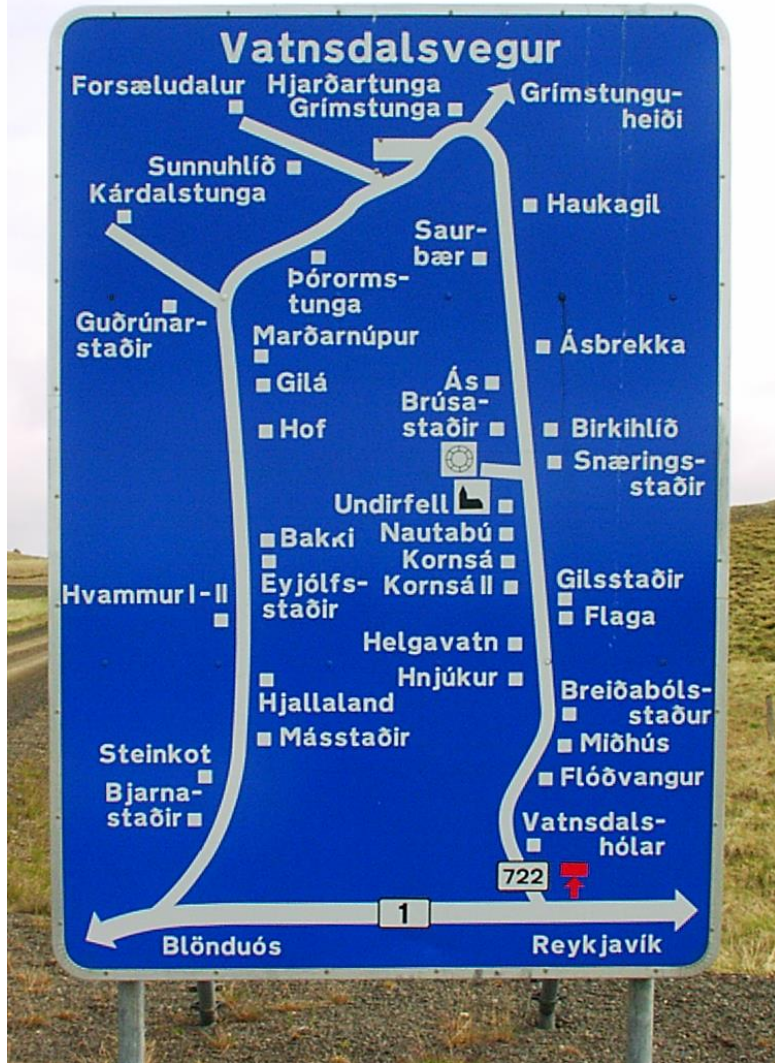 Vatnsdalsvegur
Forsæludalur
Hjarðartunga
Grímstunga
Grímstungu-
heiði
Sunnuhlíð
Kárdalstunga
Haukagil
Saur-
bær
Þórorms-
tunga
Guðrúnar-
staðir
Marðarnúpur
Ásbrekka
Gilá
Ás
Brúsa-
staðir
Hof
Birkihlíð
Snærings-
staðir
Undirfell
Bakki
Nautabú
Eyjólfs-
staðir
Kornsá
Kornsá II
Hvammur I-II
Gilsstaðir
Flaga
Helgavatn
Hnjúkur
Hjallaland
Breiðabóls-
staður
Másstaðir
Miðhús
Steinkot
Flóðvangur
Bjarna-
staðir
Vatnsdals-
hólar
722
1
Blönduós
Reykjavík